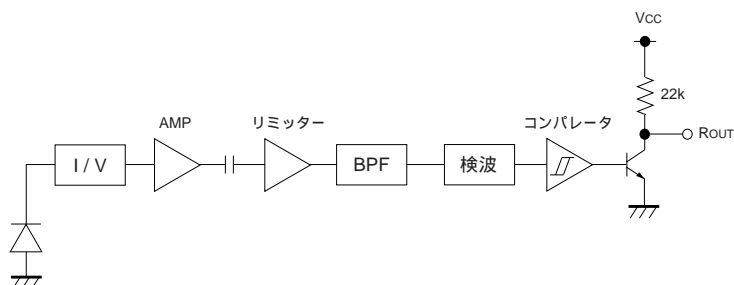 VCC
22k
ROUT
AMP
リミッター
コンパレータ
I / V
BPF
検波